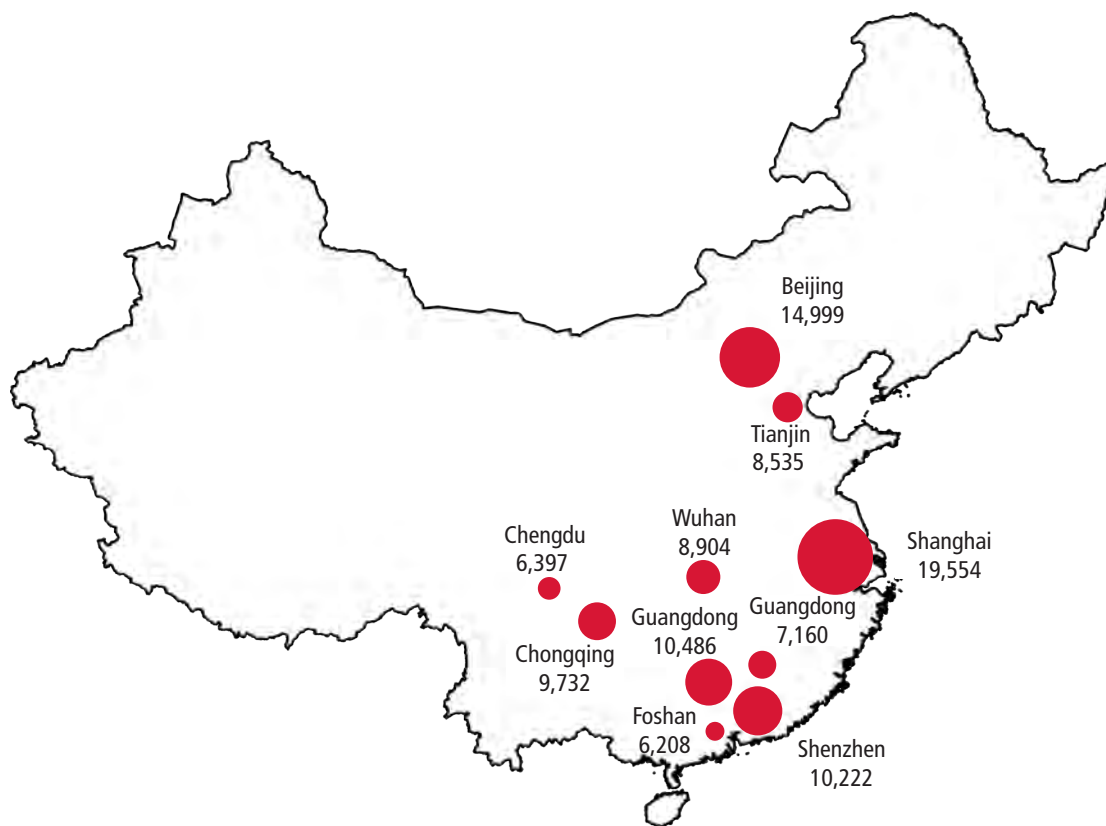 Beijing
14,999
Tianjin
8,535
Chengdu
6,397
Wuhan
8,904
Shanghai
19,554
Guangdong
10,486
Guangdong
7,160
Chongqing
9,732
Foshan
6,208
Shenzhen
10,222